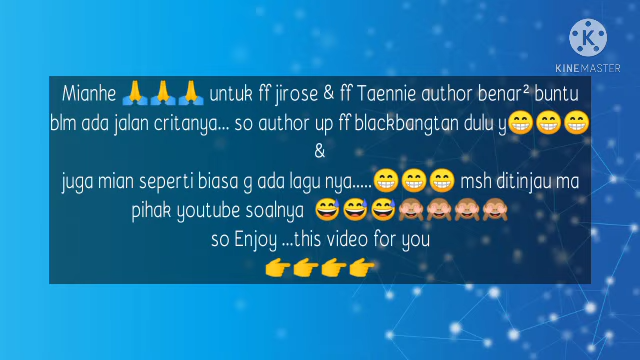 KINEMASTER
Mianhe 🙏🙏🙏 untuk ff jirose & ff Taennie author benar² buntu
blm ada jalan critanya... so author up ff blackbangtan dulu y😁😁😁
&
juga mian seperti biasa g ada lagu nya.....😁😁😁 msh ditinjau ma
pihak youtube soalnya 😅😅😅🙈🙈🙈🙈
so Enjoy ...this video for you
👉👉👉👉